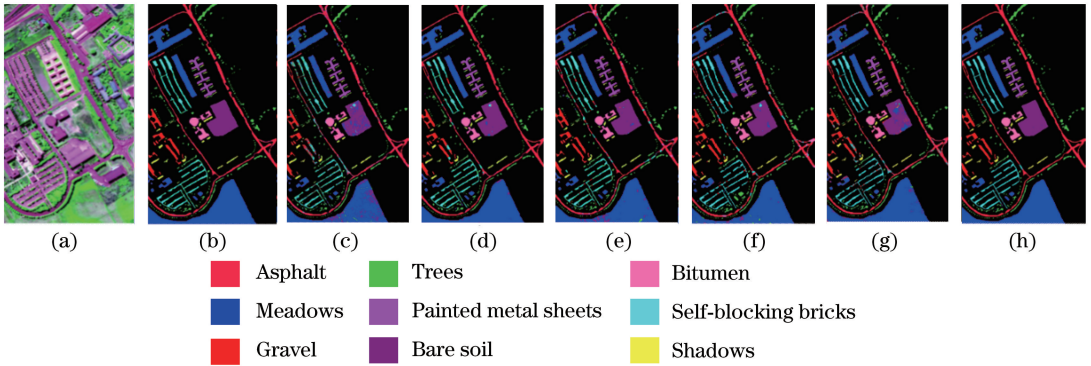 (a) (b) (c) (d) (e) (f) (g) (h)
Asphalt Trees Bitumen
Meadows Painted metal sheets Self-blocking bricks
Gravel Bare soil Shadows